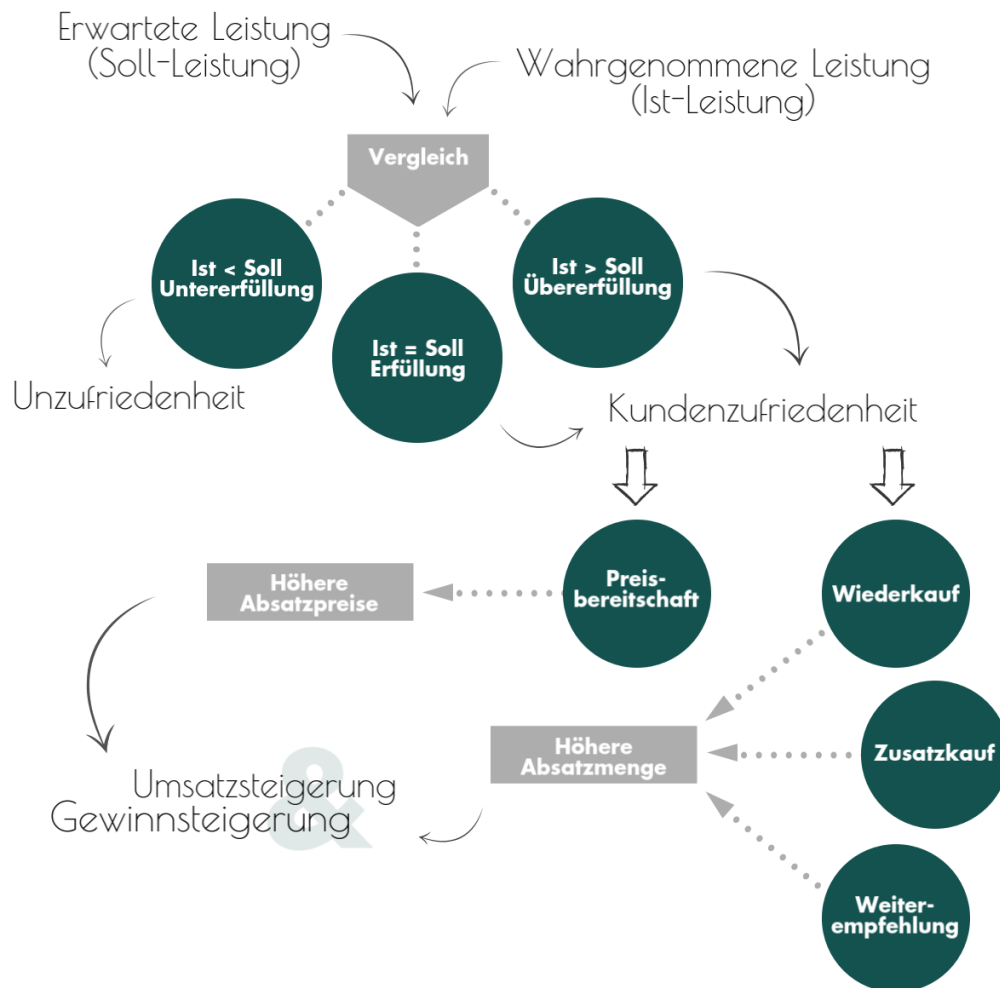 Erwartete Leistung
(Soll-Leistung)
Wahrgenommene Leistung
(Ist-Leistung)
Vergleich
Ist < Soll
Untererfüllung
Ist = Soll
Erfüllung
Ist > Soll
Übererfüllung
Unzufriedenheit
Kundenzufriedenheit
Höhere
Absatzpreise
Preis-
bereitschaft
Wiederkauf
Höhere
Absatzmenge
Zusatzkauf
&
Umsatzsteigerung
Gewinnsteigerung
Weiter-
empfehlung